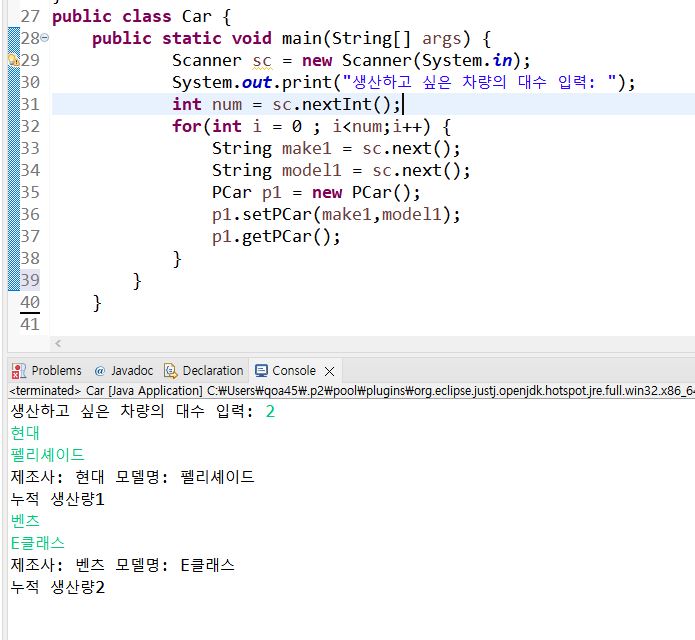 27 public class Car {
28 public static void main(String[] args) {
29 Scanner sc = new Scanner(System.in);
30 System.out.print("생산하고 싶은 차량의 대수 입력: ");
31 int num = sc.nextInt();
32 for(int i = 0 ; i<num;i++) {
33 String make1 = sc.next();
34 String model1 = sc.next();
35 PCar p1 = new PCar();
36 p1.setPCar(make1,model1);
37 p1.getPCar();
38 }
39 }
40 }
41
Problems @ Javadoc Declaration Console
<terminated> Car [Java Application] C:₩Users₩qoa45₩.p2₩pool₩plugins₩org.eclipse.justj.openjdk.hotspot.jre.full.win32.x86_64
생산하고 싶은 차량의 대수 입력: 2
현대
펠리셰이드
제조사: 현대 모델명: 펠리셰이드
누적 생산량1
벤츠
E클래스
제조사: 벤츠 모델명: E클래스
누적 생산량2